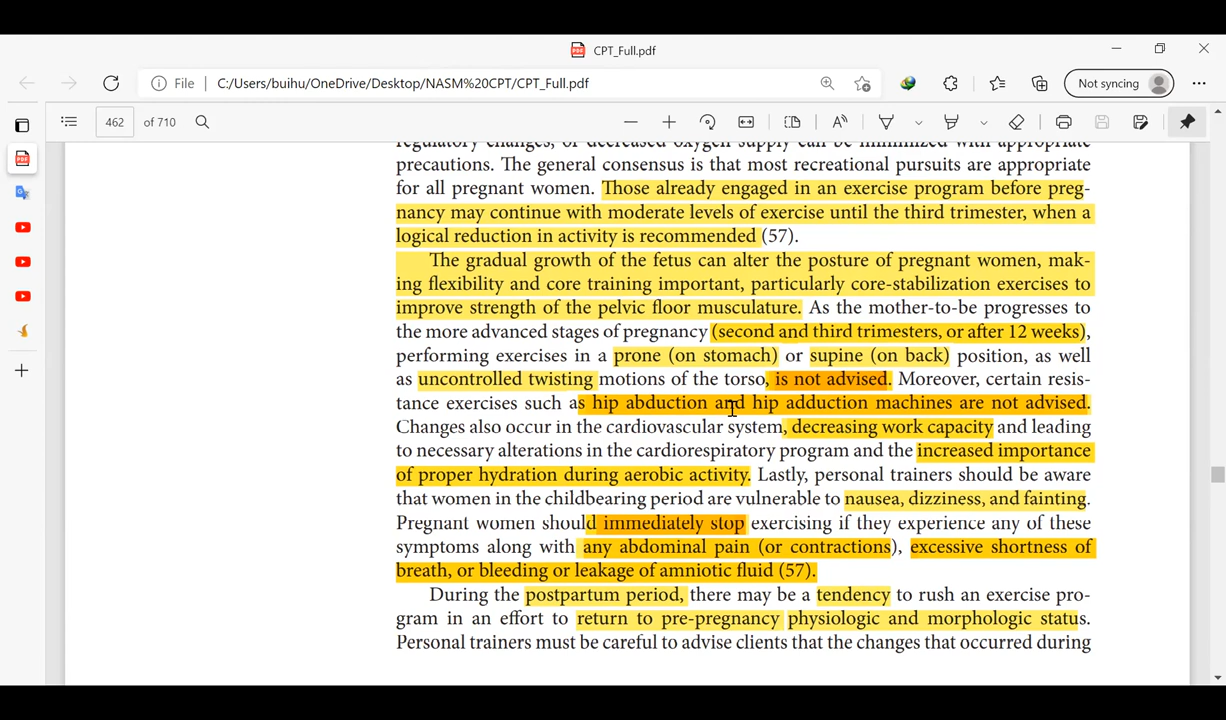 CPT_Full.pdf
File
C:/Users/buihu/OneDrive/Desktop/NASM%20CPT/CPT_Full.pdf
Not syncing
462 of 710
regulatory changes, or decreased oxygen supply can be minimized with appropriate
precautions. The general consensus is that most recreational pursuits are appropriate
for all pregnant women. Those already engaged in an exercise program before preg-
nancy may continue with moderate levels of exercise until the third trimester, when a
logical reduction in activity is recommended (57).
The gradual growth of the fetus can alter the posture of pregnant women, mak-
ing flexibility and core training important, particularly core-stabilization exercises to
improve strength of the pelvic floor musculature. As the mother-to-be progresses to
the more advanced stages of pregnancy (second and third trimesters, or after 12 weeks),
performing exercises in a prone (on stomach) or supine (on back) position, as well
as uncontrolled twisting motions of the torso, is not advised. Moreover, certain resis-
tance exercises such as hip abduction and hip adduction machines are not advised.
Changes also occur in the cardiovascular system, decreasing work capacity and leading
to necessary alterations in the cardiorespiratory program and the increased importance
of proper hydration during aerobic activity. Lastly, personal trainers should be aware
that women in the childbearing period are vulnerable to nausea, dizziness, and fainting.
Pregnant women should immediately stop exercising if they experience any of these
symptoms along with any abdominal pain (or contractions), excessive shortness of
breath, or bleeding or leakage of amniotic fluid (57).
During the postpartum period, there may be a tendency to rush an exercise pro-
gram in an effort to return to pre-pregnancy physiologic and morphologic status.
Personal trainers must be careful to advise clients that the changes that occurred during